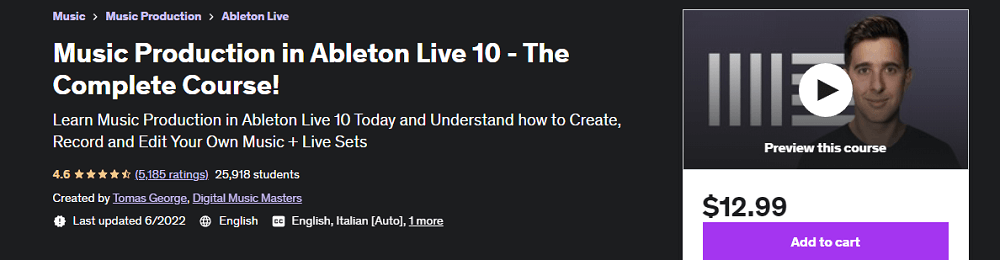 Music > Music Production > Ableton Live
Music Production in Ableton Live 10 - The
Complete Course!
Learn Music Production in Ableton Live 10 Today and Understand how to Create,
Record and Edit Your Own Music + Live Sets
4.6 (5,185 ratings) 25,918 students
Created by Tomas George, Digital Music Masters
Last updated 6/2022 English CC English, Italian [Auto], 1 more
Preview this course
$12.99
Add to cart